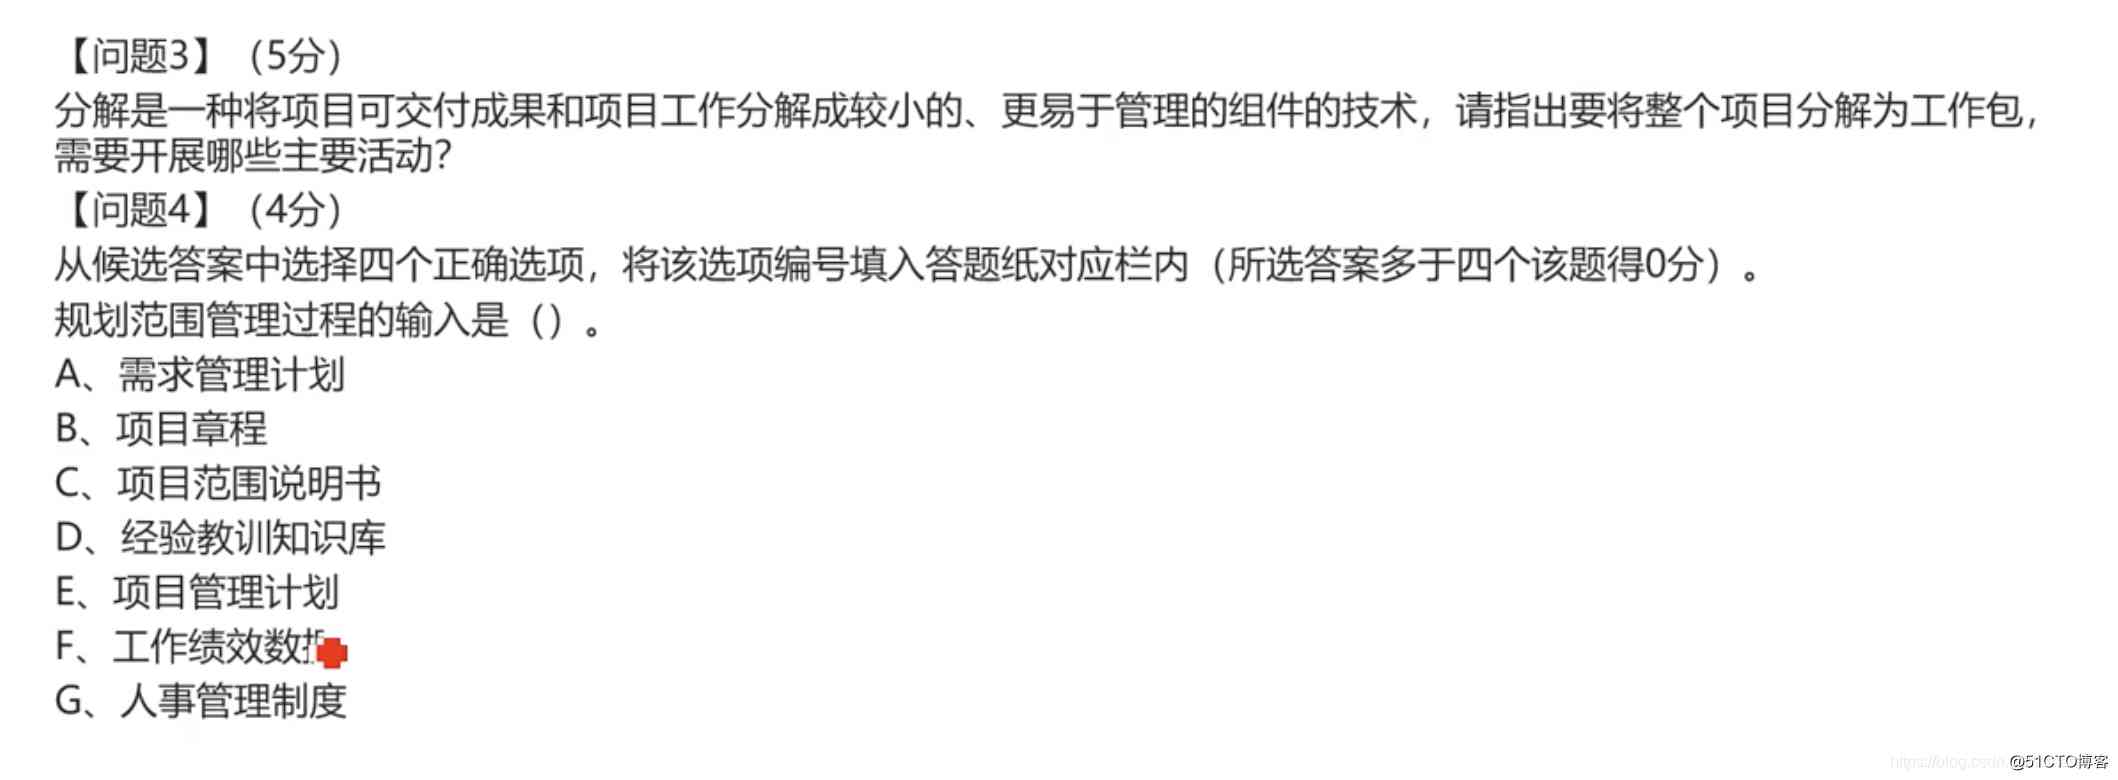 【问题3】（5分）
分解是一种将项目可交付成果和项目工作分解成较小的、更易于管理的组件的技术，请指出要将整个项目分解为工作包，
需要开展哪些主要活动？
【问题4】（4分）
从候选答案中选择四个正确选项，将该选项编号填入答题纸对应栏内（所选答案多于四个该题得0分）。
规划范围管理过程的输入是（）。
A、需求管理计划
B、项目章程
C、项目范围说明书
D、经验教训知识库
E、项目管理计划
F、工作绩效数
G、人事管理制度
https://blog.csdn @51CTO博客